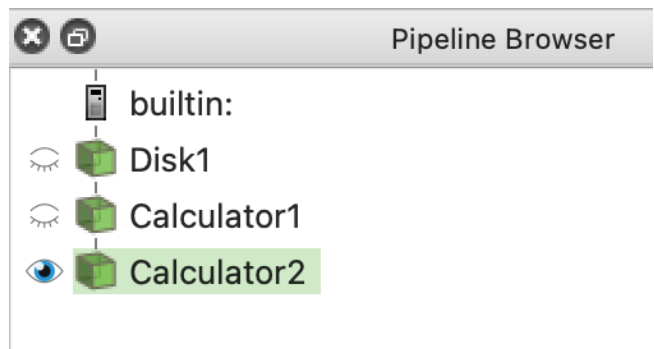 Pipeline Browser
builtin:
Disk1
Calculator1
Calculator2